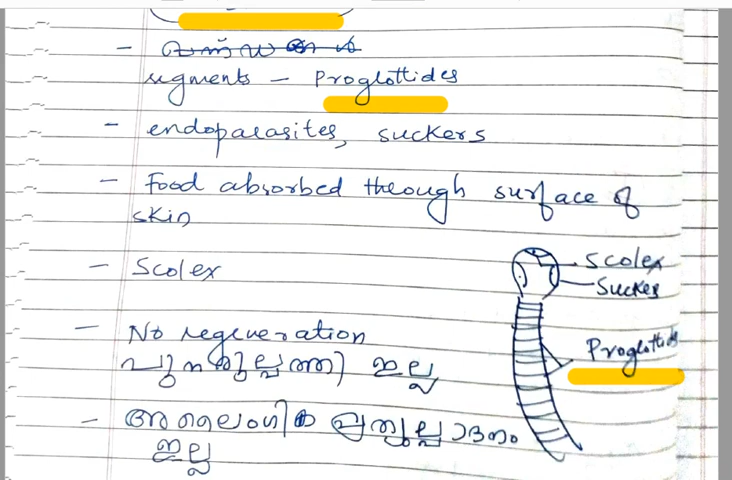 segments - Proglottides
- endoparasites, suckers
- Food absorbed through surface of
skin
- Scolex
- No regeneration
പുനരുല്പത്തി ഇല്ല
- അലൈംഗിക പ്രത്യുല്പാദനം
ഇല്ല
Scolex
Sucker
Proglottids